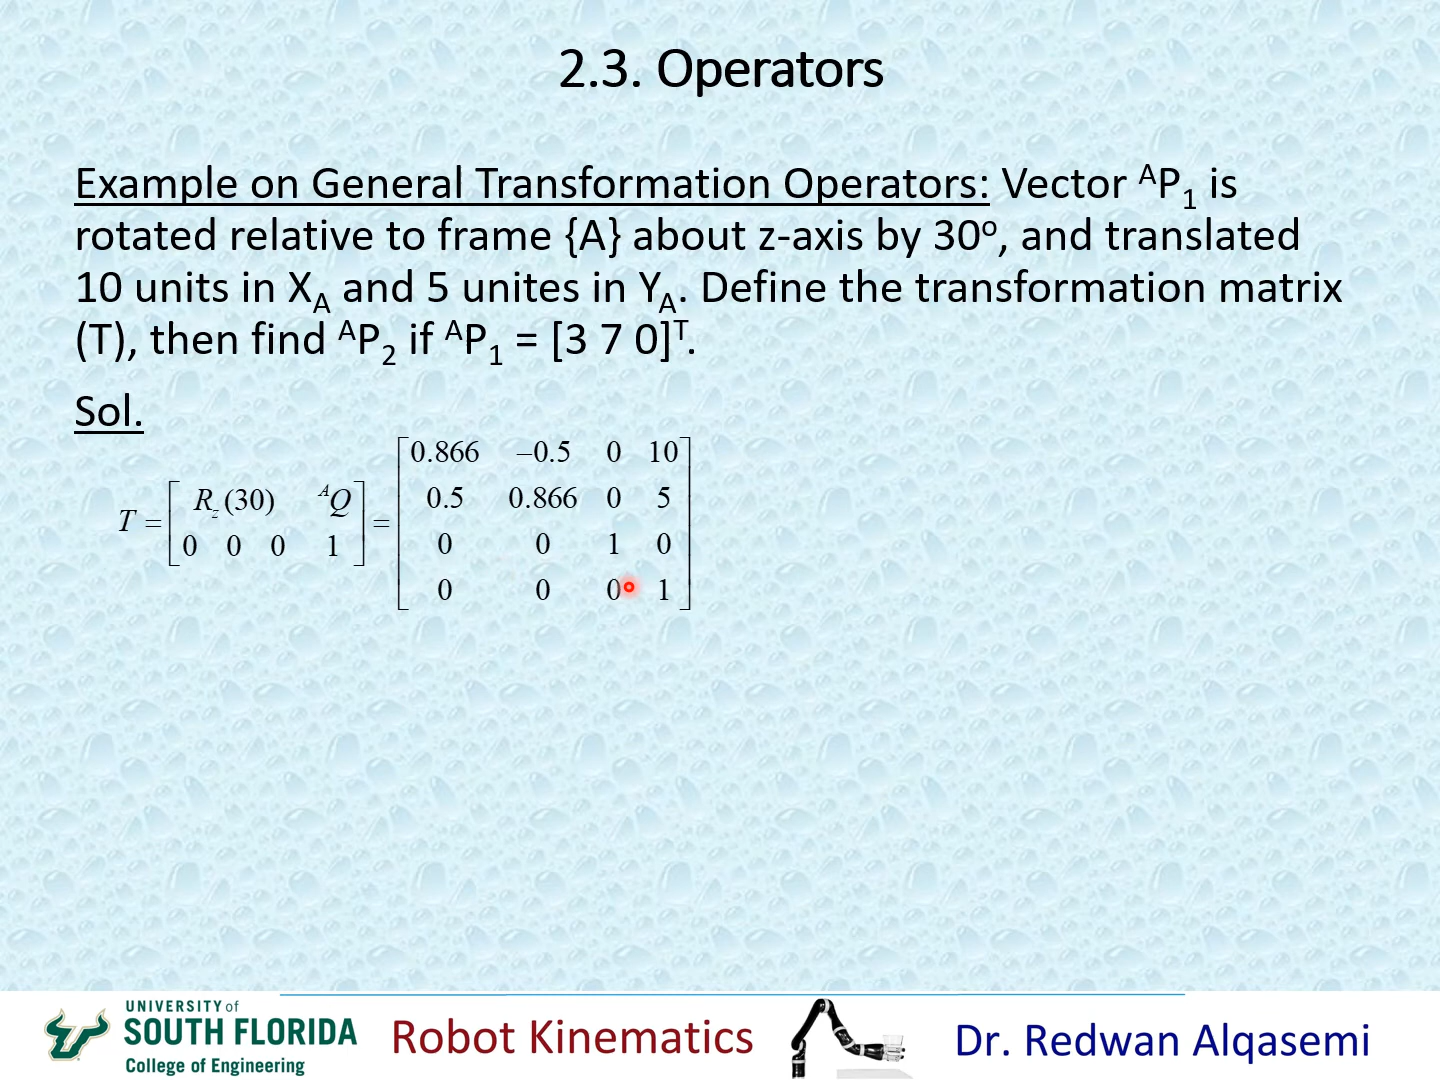 2.3. Operators
Example on General Transformation Operators: Vector ᴬP₁ is
rotated relative to frame {A} about z-axis by 30º, and translated
10 units in X_A and 5 unites in Y_A. Define the transformation matrix
(T), then find ᴬP₂ if ᴬP₁ = [3 7 0]ᵀ.
Sol.
T = [ R_z (30) ᴬQ ; 0 0 0 1 ] = [ 0.866 −0.5 0 10 ; 0.5 0.866 0 5 ; 0 0 1 0 ; 0 0 0 1 ]
UNIVERSITY of
SOUTH FLORIDA
College of Engineering
Robot Kinematics
Dr. Redwan Alqasemi